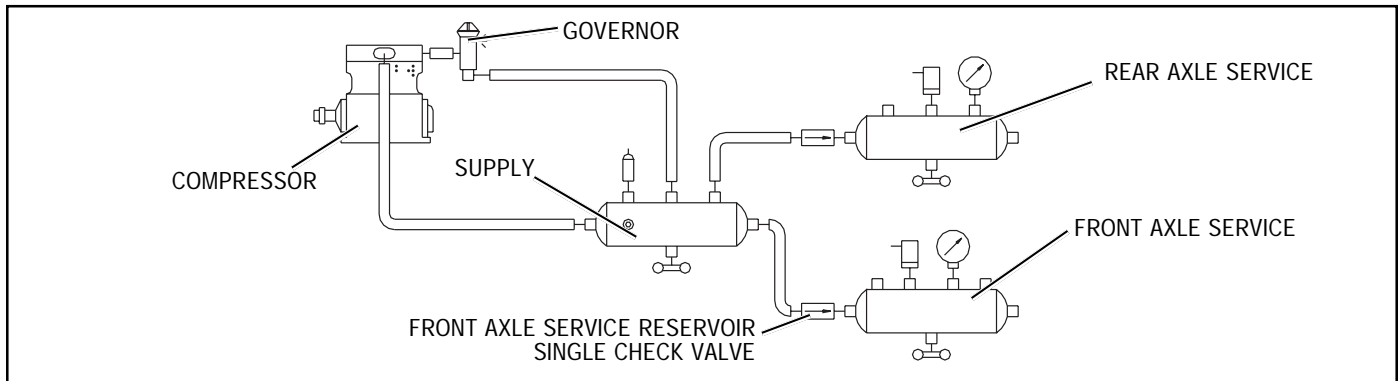 GOVERNOR
REAR AXLE SERVICE
COMPRESSOR
SUPPLY
FRONT AXLE SERVICE
FRONT AXLE SERVICE RESERVOIR
SINGLE CHECK VALVE